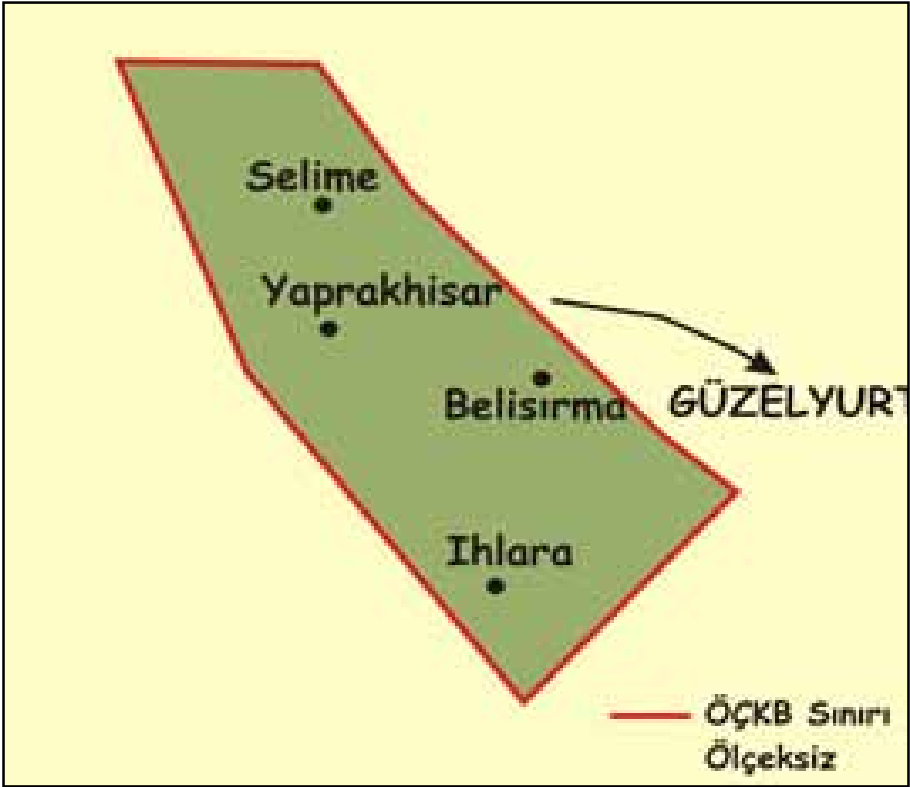 Selime
Yaprakhisar
Belisırma
GÜZELYURT
Ihlara
ÖÇKB Sınırı
Ölçeksiz